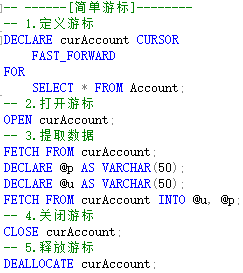 -- ------[简单游标]--------
-- 1.定义游标
DECLARE curAccount CURSOR
    FAST_FORWARD
FOR
    SELECT * FROM Account;
-- 2.打开游标
OPEN curAccount;
-- 3.提取数据
FETCH FROM curAccount;
DECLARE @p AS VARCHAR(50);
DECLARE @u AS VARCHAR(50);
FETCH FROM curAccount INTO @u, @p;
-- 4.关闭游标
CLOSE curAccount;
-- 5.释放游标
DEALLOCATE curAccount;